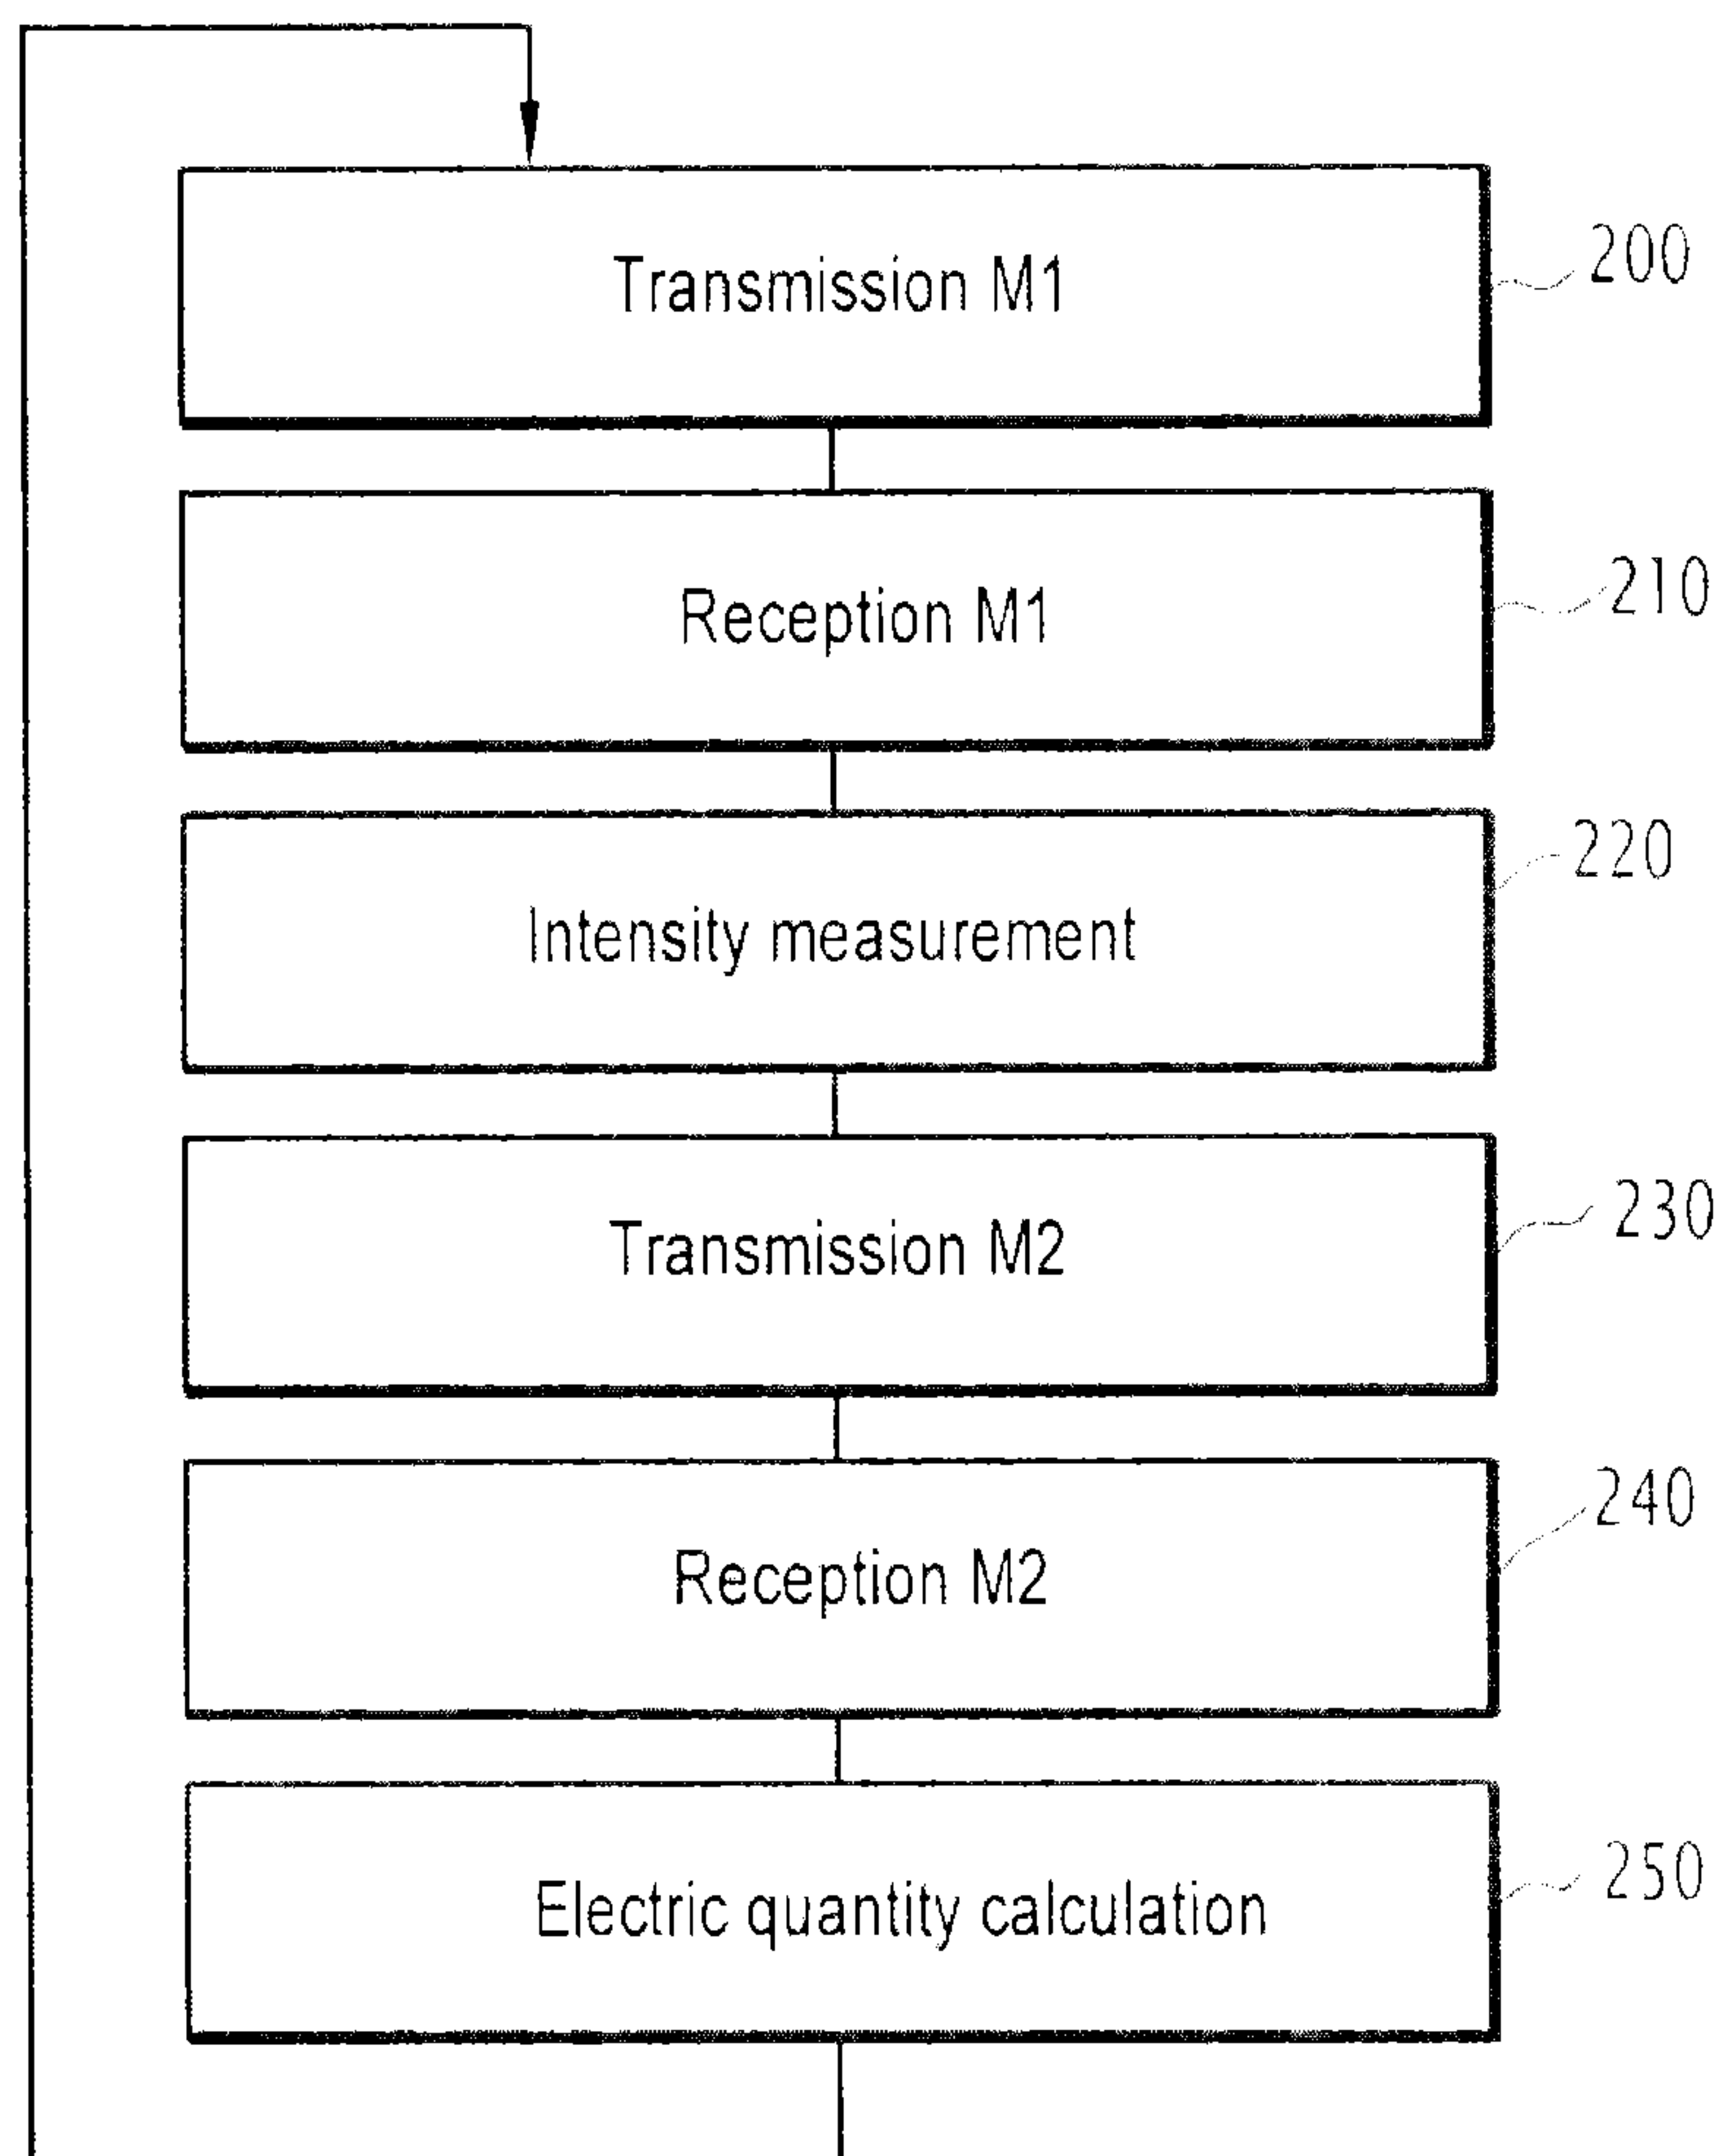 Transmission M1
200
Reception M1
210
Intensity measurement
220
Transmission M2
230
Reception M2
240
Electric quantity calculation
250